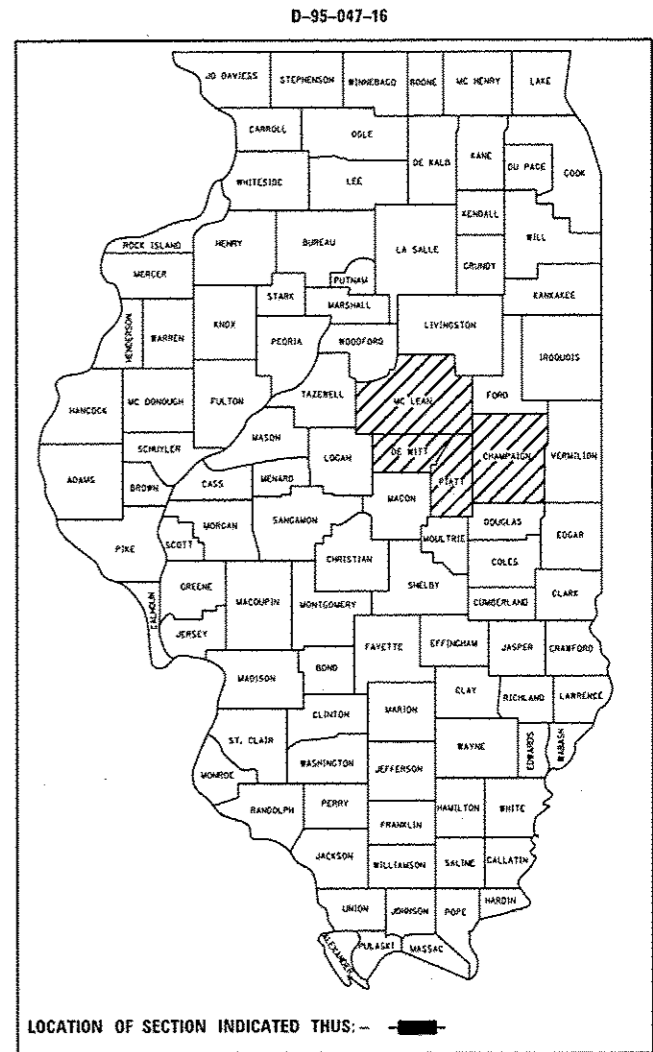 D-95-047-16
JO DAVIESS STEPHENSON WINNEBAGO BOONE MC HENRY LAKE
CARROLL OGLE
DE KALB KANE DU PAGE COOK
WHITESIDE LEE
KENDALL WILL
ROCK ISLAND HENRY BUREAU LA SALLE
GRUNDY
MERCER PUTNAM
STARK MARSHALL KANKAKEE
HENDERSON WARREN KNOX PEORIA WOODFORD LIVINGSTON
IROQUOIS
HANCOCK MC DONOUGH FULTON TAZEWELL MC LEAN FORD
MASON
SCHUYLER LOGAN DE WITT CHAMPAIGN VERMILION
ADAMS BROWN CASS MENARD PIATT
MACON
MORGAN SANGAMON DOUGLAS
PIKE SCOTT CHRISTIAN MOULTRIE EDGAR
COLES
GREENE SHELBY
CALHOUN MACOUPIN MONTGOMERY CUMBERLAND CLARK
JERSEY
FAYETTE EFFINGHAM JASPER CRAWFORD
MADISON BOND
CLAY RICHLAND LAWRENCE
CLINTON MARION
ST. CLAIR WAYNE EDWARDS WABASH
WASHINGTON JEFFERSON
MONROE
RANDOLPH PERRY HAMILTON WHITE
FRANKLIN
JACKSON WILLIAMSON SALINE GALLATIN
HARDIN
UNION JOHNSON POPE
ALEXANDER PULASKI MASSAC
LOCATION OF SECTION INDICATED THUS: –